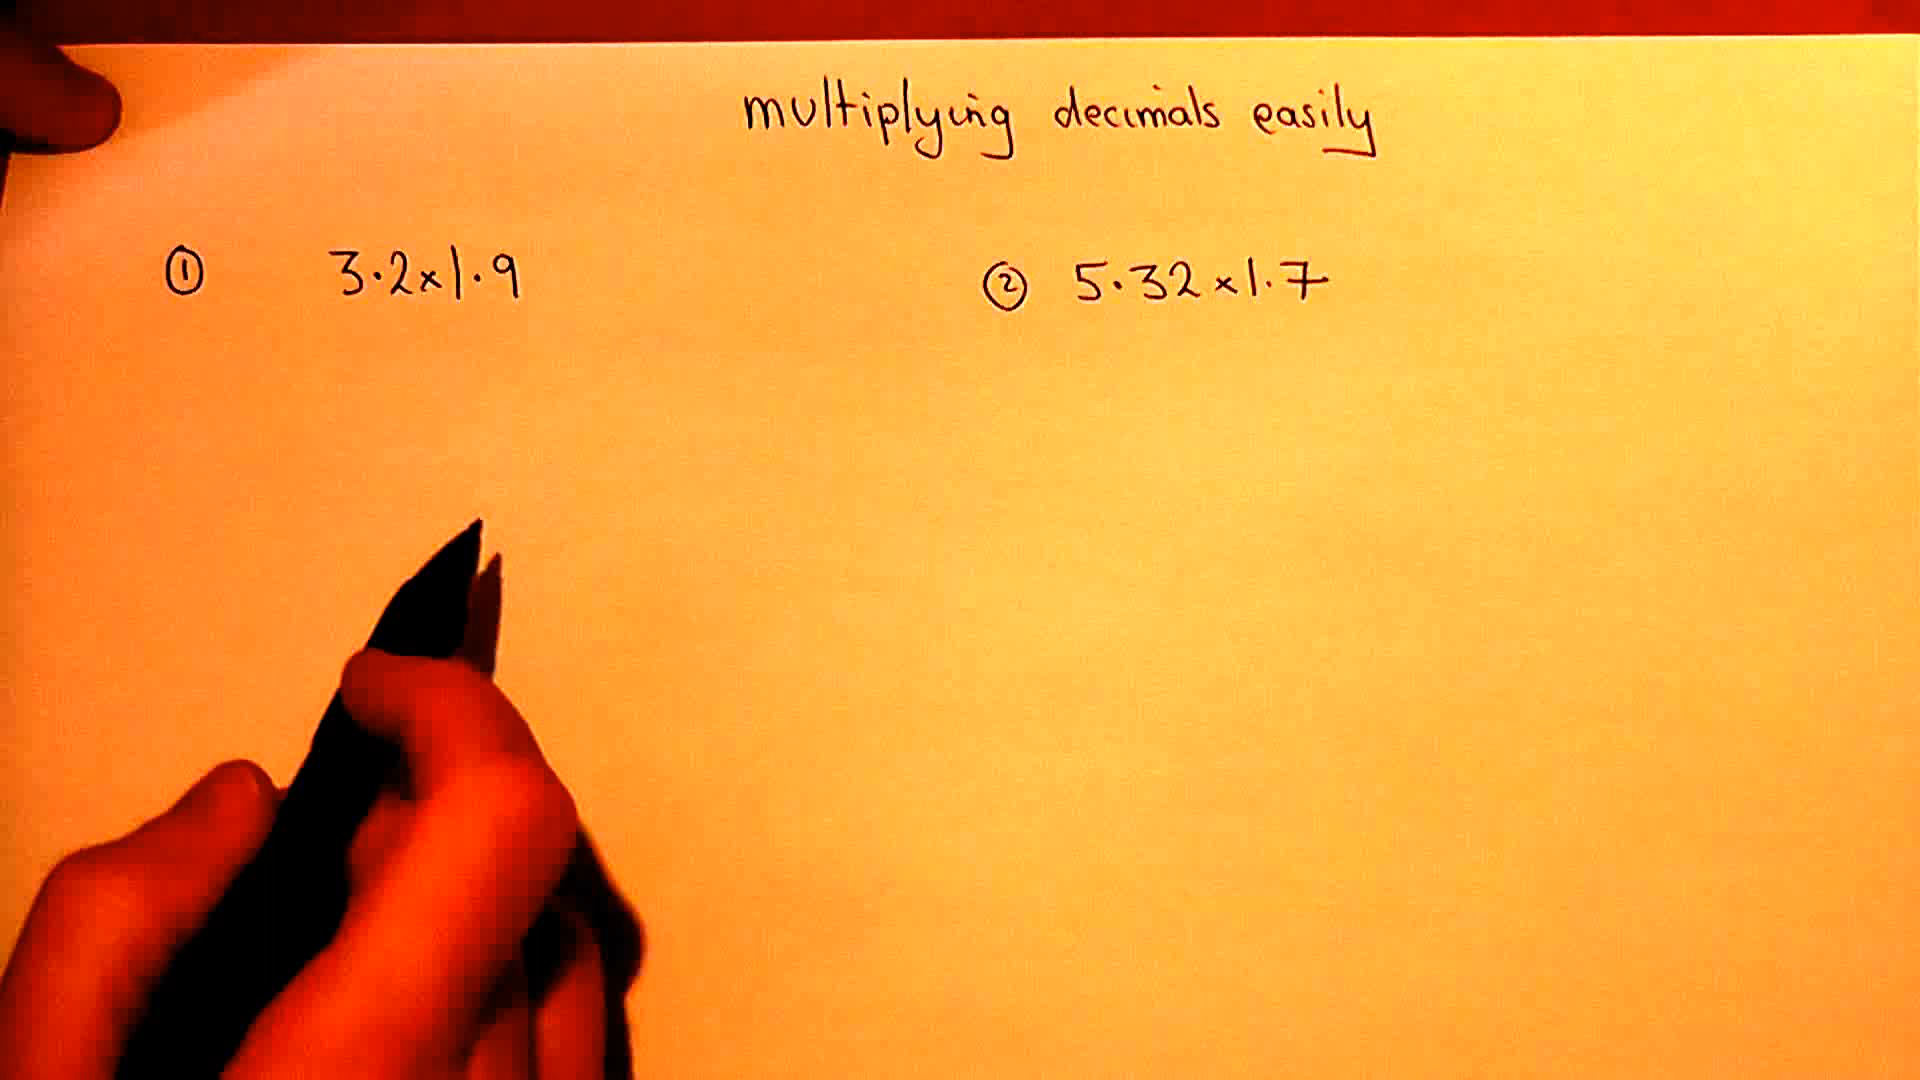 multiplying decimals easily
① 3.2×1.9
② 5.32×1.7